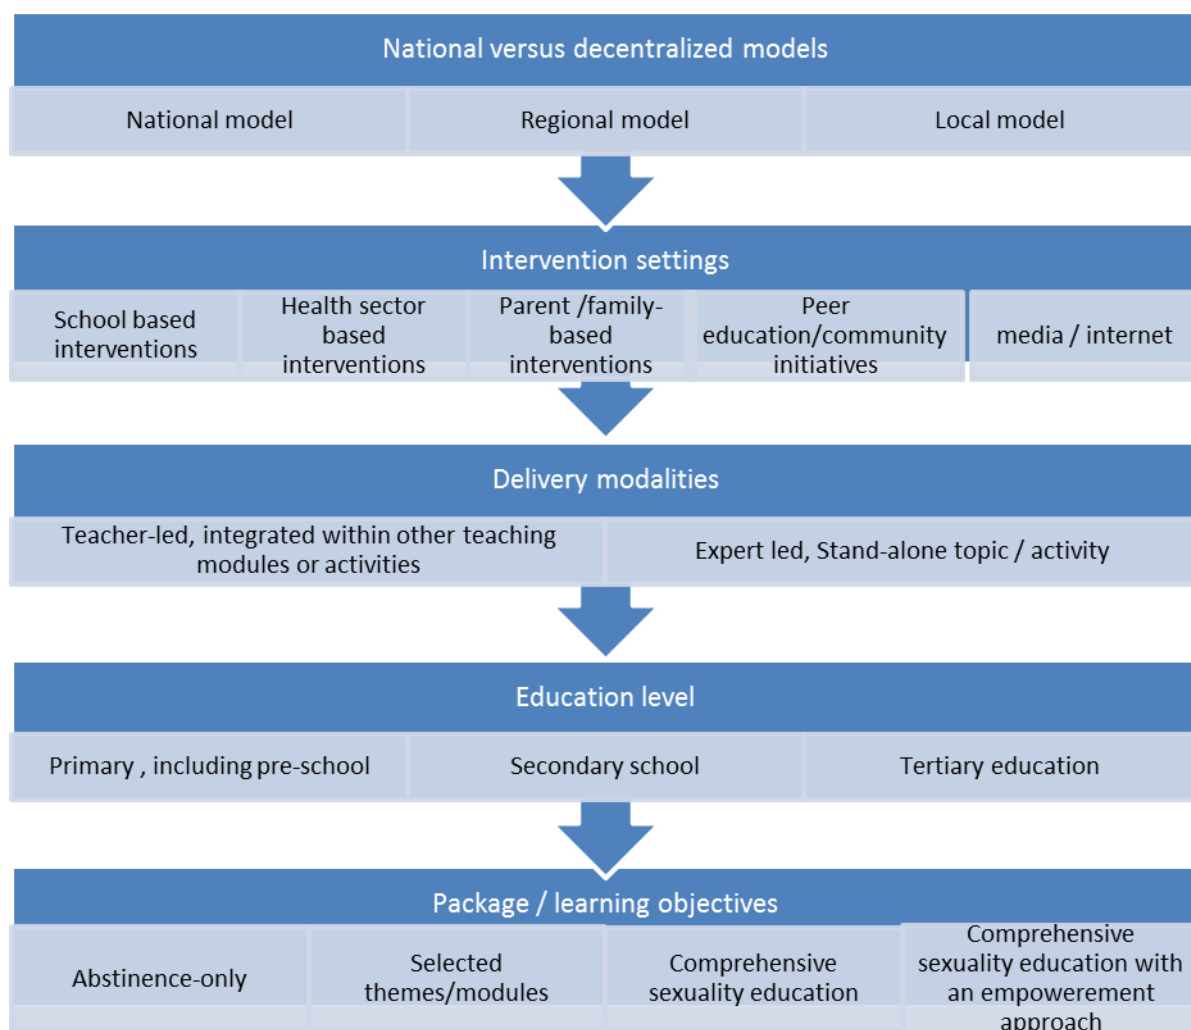 National versus decentralized models
National model
Regional model
Local model
Intervention settings
School based
interventions
Health sector
based
interventions
Parent /family-
based
interventions
Peer
education/community
initiatives
media / internet
Delivery modalities
Teacher-led, integrated within other teaching
modules or activities
Expert led, Stand-alone topic / activity
Education level
Primary , including pre-school
Secondary school
Tertiary education
Package / learning objectives
Abstinence-only
Selected
themes/modules
Comprehensive
sexuality education
Comprehensive
sexuality education with
an empowerement
approach